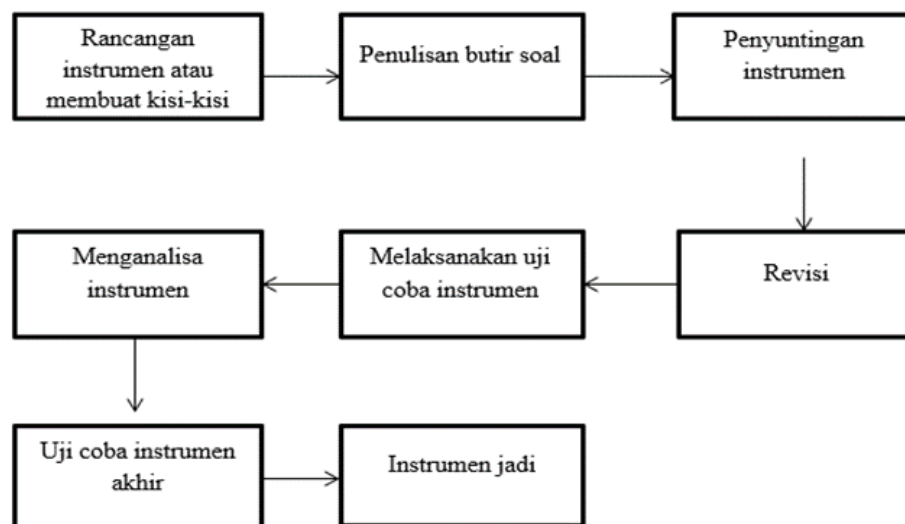 Rancangan
instrumen atau
membuat kisi-kisi
Penulisan butir soal
Penyuntingan
instrumen
Revisi
Melaksanakan uji
coba instrumen
Menganalisa
instrumen
Uji coba instrumen
akhir
Instrumen jadi